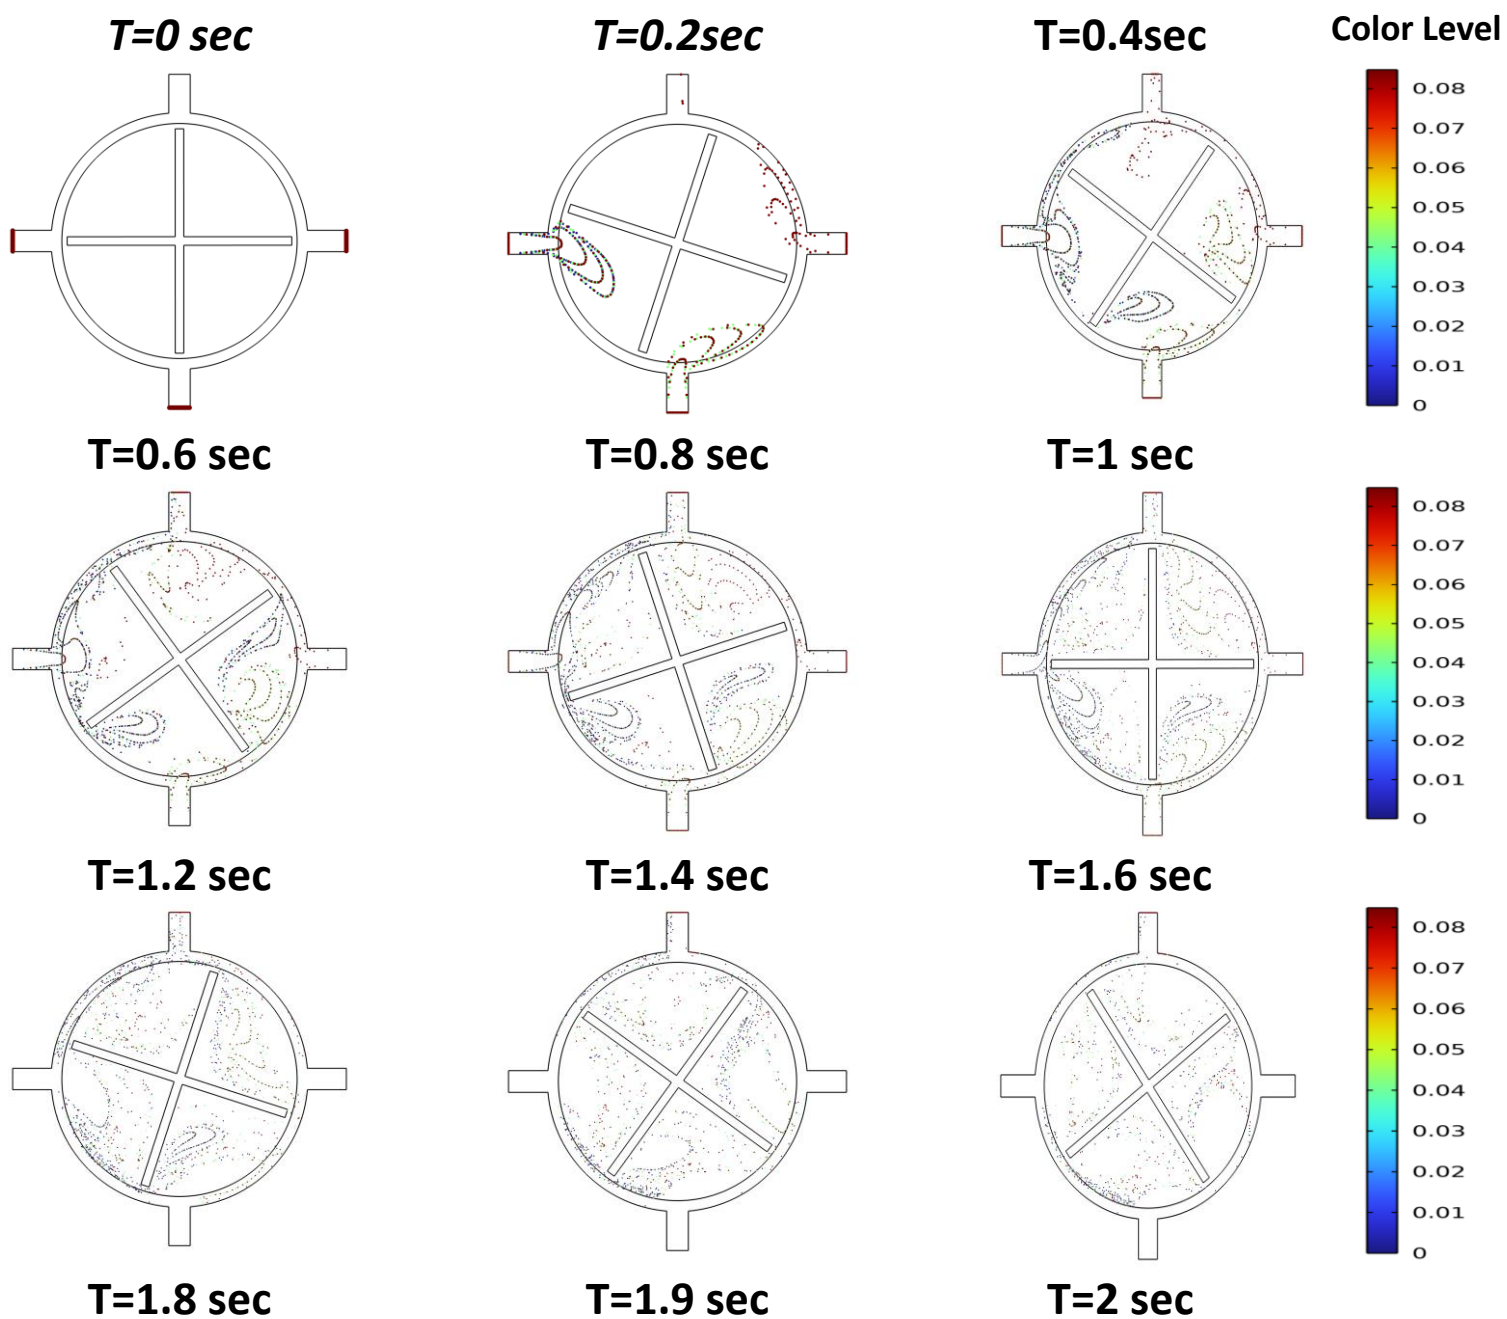 T=0 sec
T=0.2sec
T=0.4sec
Color Level
0.08
0.07
0.06
0.05
0.04
0.03
0.02
0.01
0
T=0.6 sec
T=0.8 sec
T=1 sec
0.08
0.07
0.06
0.05
0.04
0.03
0.02
0.01
0
T=1.2 sec
T=1.4 sec
T=1.6 sec
0.08
0.07
0.06
0.05
0.04
0.03
0.02
0.01
0
T=1.8 sec
T=1.9 sec
T=2 sec